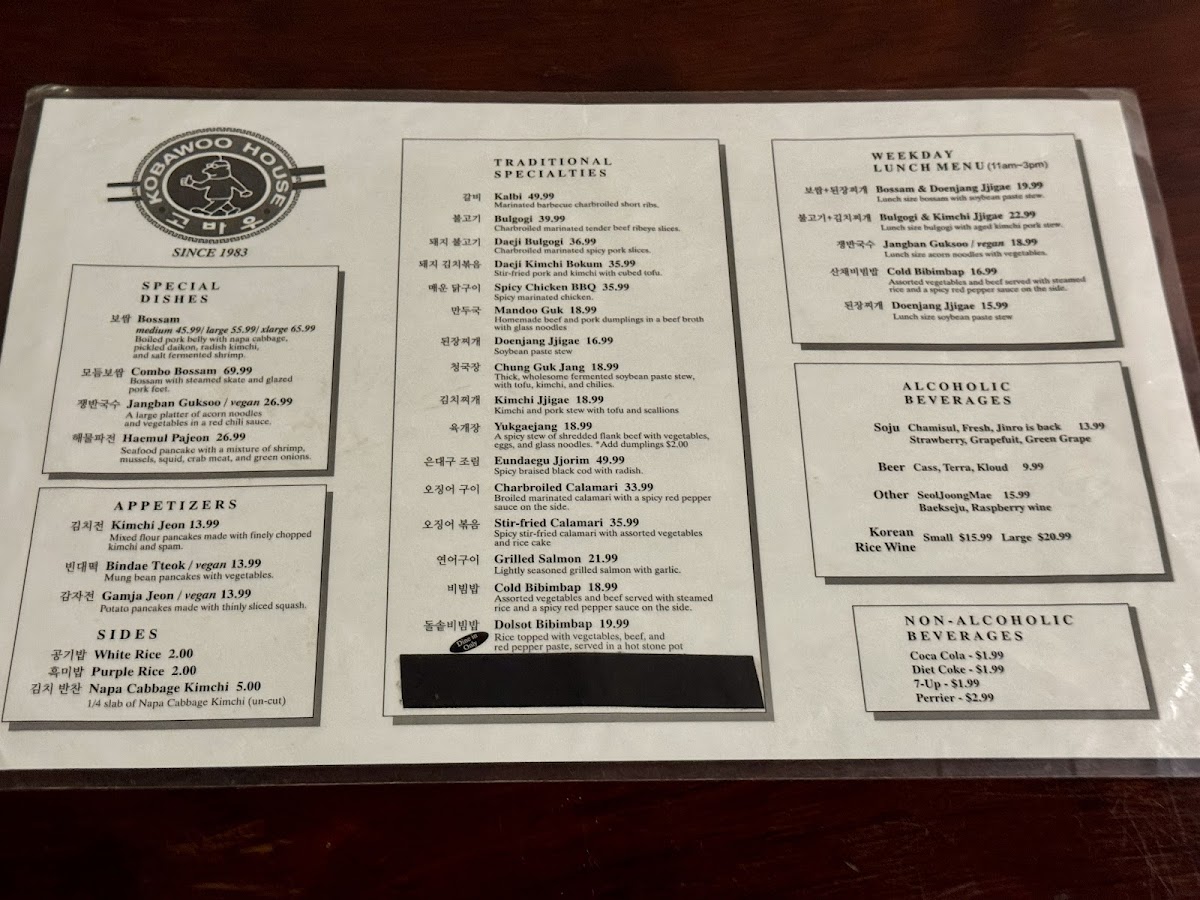 KOBAWOO HOUSE
고바우
SINCE 1983
SPECIAL
DISHES
보쌈 Bossam
medium 45.99/ large 55.99/ xlarge 65.99
Boiled pork belly with napa cabbage,
pickled daikon, radish kimchi,
and salt fermented shrimp.
모듬보쌈 Combo Bossam 69.99
Bossam with steamed skate and glazed
pork feet.
쟁반국수 Jangban Guksoo / vegan 26.99
A large platter of acorn noodles
and vegetables in a red chili sauce.
해물파전 Haemul Pajeon 26.99
Seafood pancake with a mixture of shrimp,
mussels, squid, crab meat, and green onions.
APPETIZERS
김치전 Kimchi Jeon 13.99
Mixed flour pancakes made with finely chopped
kimchi and spam.
빈대떡 Bindae Tteok / vegan 13.99
Mung bean pancakes with vegetables.
감자전 Gamja Jeon / vegan 13.99
Potato pancakes made with thinly sliced squash.
SIDES
공기밥 White Rice 2.00
흑미밥 Purple Rice 2.00
김치 반찬 Napa Cabbage Kimchi 5.00
1/4 slab of Napa Cabbage Kimchi (un-cut)
TRADITIONAL
SPECIALTIES
갈비 Kalbi 49.99
Marinated barbecue charbroiled short ribs.
불고기 Bulgogi 39.99
Charbroiled marinated tender beef ribeye slices.
돼지 불고기 Daeji Bulgogi 36.99
Charbroiled marinated spicy pork slices.
돼지 김치볶음 Daeji Kimchi Bokum 35.99
Stir-fried pork and kimchi with cubed tofu.
매운 닭구이 Spicy Chicken BBQ 35.99
Spicy marinated chicken.
만두국 Mandoo Guk 18.99
Homemade beef and pork dumplings in a beef broth
with glass noodles
된장찌개 Doenjang Jjigae 16.99
Soybean paste stew
청국장 Chung Guk Jang 18.99
Thick, wholesome fermented soybean paste stew,
with tofu, kimchi, and chilies.
김치찌개 Kimchi Jjigae 18.99
Kimchi and pork stew with tofu and scallions
육개장 Yukgaejang 18.99
A spicy stew of shredded flank beef with vegetables,
eggs, and glass noodles. *Add dumplings $2.00
은대구 조림 Eundaegu Jjorim 49.99
Spicy braised black cod with radish.
오징어 구이 Charbroiled Calamari 33.99
Broiled marinated calamari with a spicy red pepper
sauce on the side.
오징어 볶음 Stir-fried Calamari 35.99
Spicy stir-fried calamari with assorted vegetables
and rice cake
연어구이 Grilled Salmon 21.99
Lightly seasoned grilled salmon with garlic.
비빔밥 Cold Bibimbap 18.99
Assorted vegetables and beef served with steamed
rice and a spicy red pepper sauce on the side.
돌솥비빔밥 Dolsot Bibimbap 19.99
Dine in
Only
Rice topped with vegetables, beef, and
red pepper paste, served in a hot stone pot
WEEKDAY
LUNCH MENU (11am-3pm)
보쌈+된장찌개 Bossam & Doenjang Jjigae 19.99
Lunch size bossam with soybean paste stew.
불고기+김치찌개 Bulgogi & Kimchi Jjigae 22.99
Lunch size bulgogi with aged kimchi pork stew.
쟁반국수 Jangban Guksoo / vegan 18.99
Lunch size acorn noodles with vegetables.
산채비빔밥 Cold Bibimbap 16.99
Assorted vegetables and beef served with steamed
rice and a spicy red pepper sauce on the side.
된장찌개 Doenjang Jjigae 15.99
Lunch size soybean paste stew
ALCOHOLIC
BEVERAGES
Soju Chamisul, Fresh, Jinro is back 13.99
Strawberry, Grapefuit, Green Grape
Beer Cass, Terra, Kloud 9.99
Other SeolJoongMae 15.99
Baekseju, Raspberry wine
Korean
Rice Wine Small $15.99 Large $20.99
NON-ALCOHOLIC
BEVERAGES
Coca Cola - $1.99
Diet Coke - $1.99
7-Up - $1.99
Perrier - $2.99